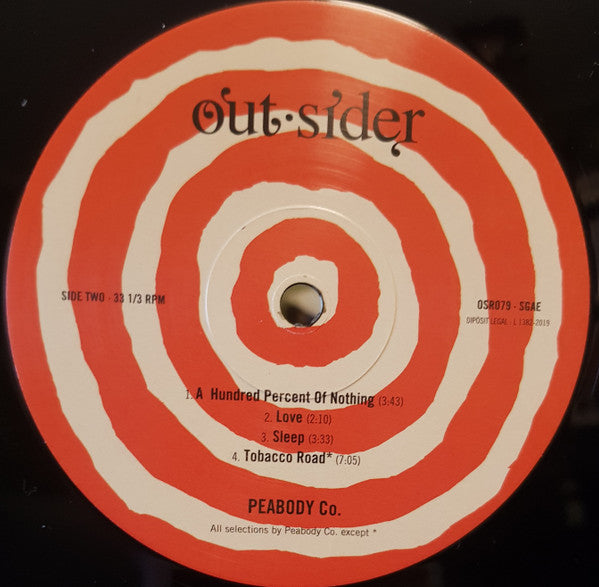 out·sider
SIDE TWO · 33 1/3 RPM
OSR079 · SGAE
DIPÒSIT LEGAL · L 1382-2019
1. A Hundred Percent Of Nothing (3:43)
2. Love (2:10)
3. Sleep (3:33)
4. Tobacco Road* (7:05)
PEABODY Co.
All selections by Peabody Co. except *